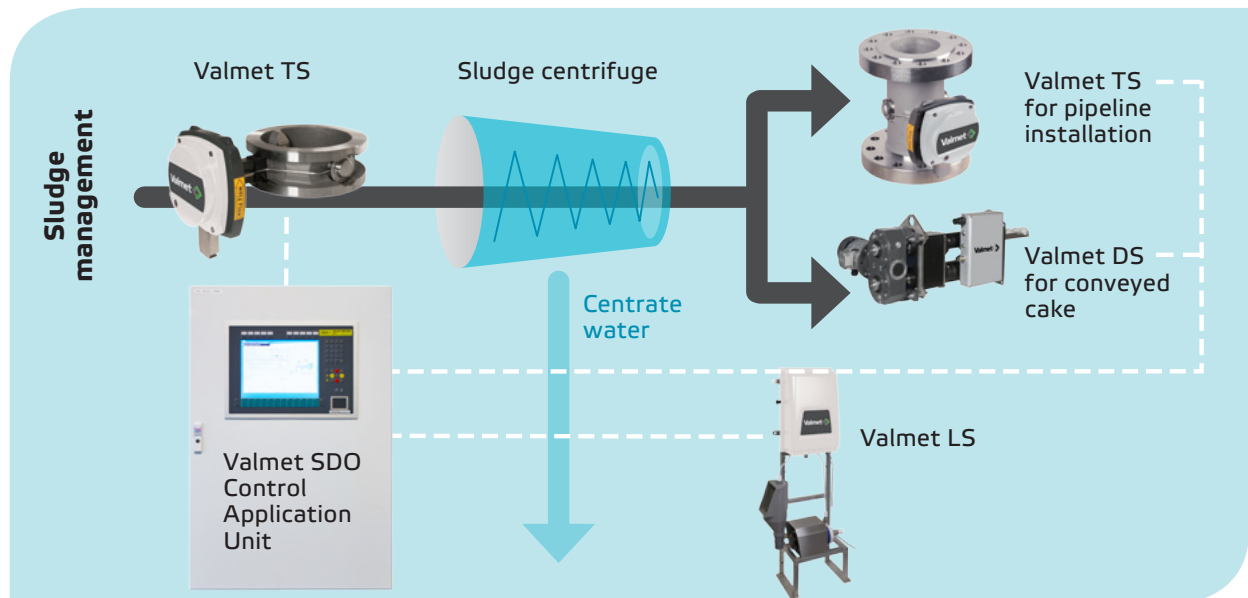 Valmet TS
Sludge centrifuge
Valmet TS
for pipeline
installation
Sludge
management
Valmet
Valmet
Valmet DS
for conveyed
cake
Valmet
Centrate
water
Valmet SDO
Control
Application
Unit
Valmet
Valmet LS